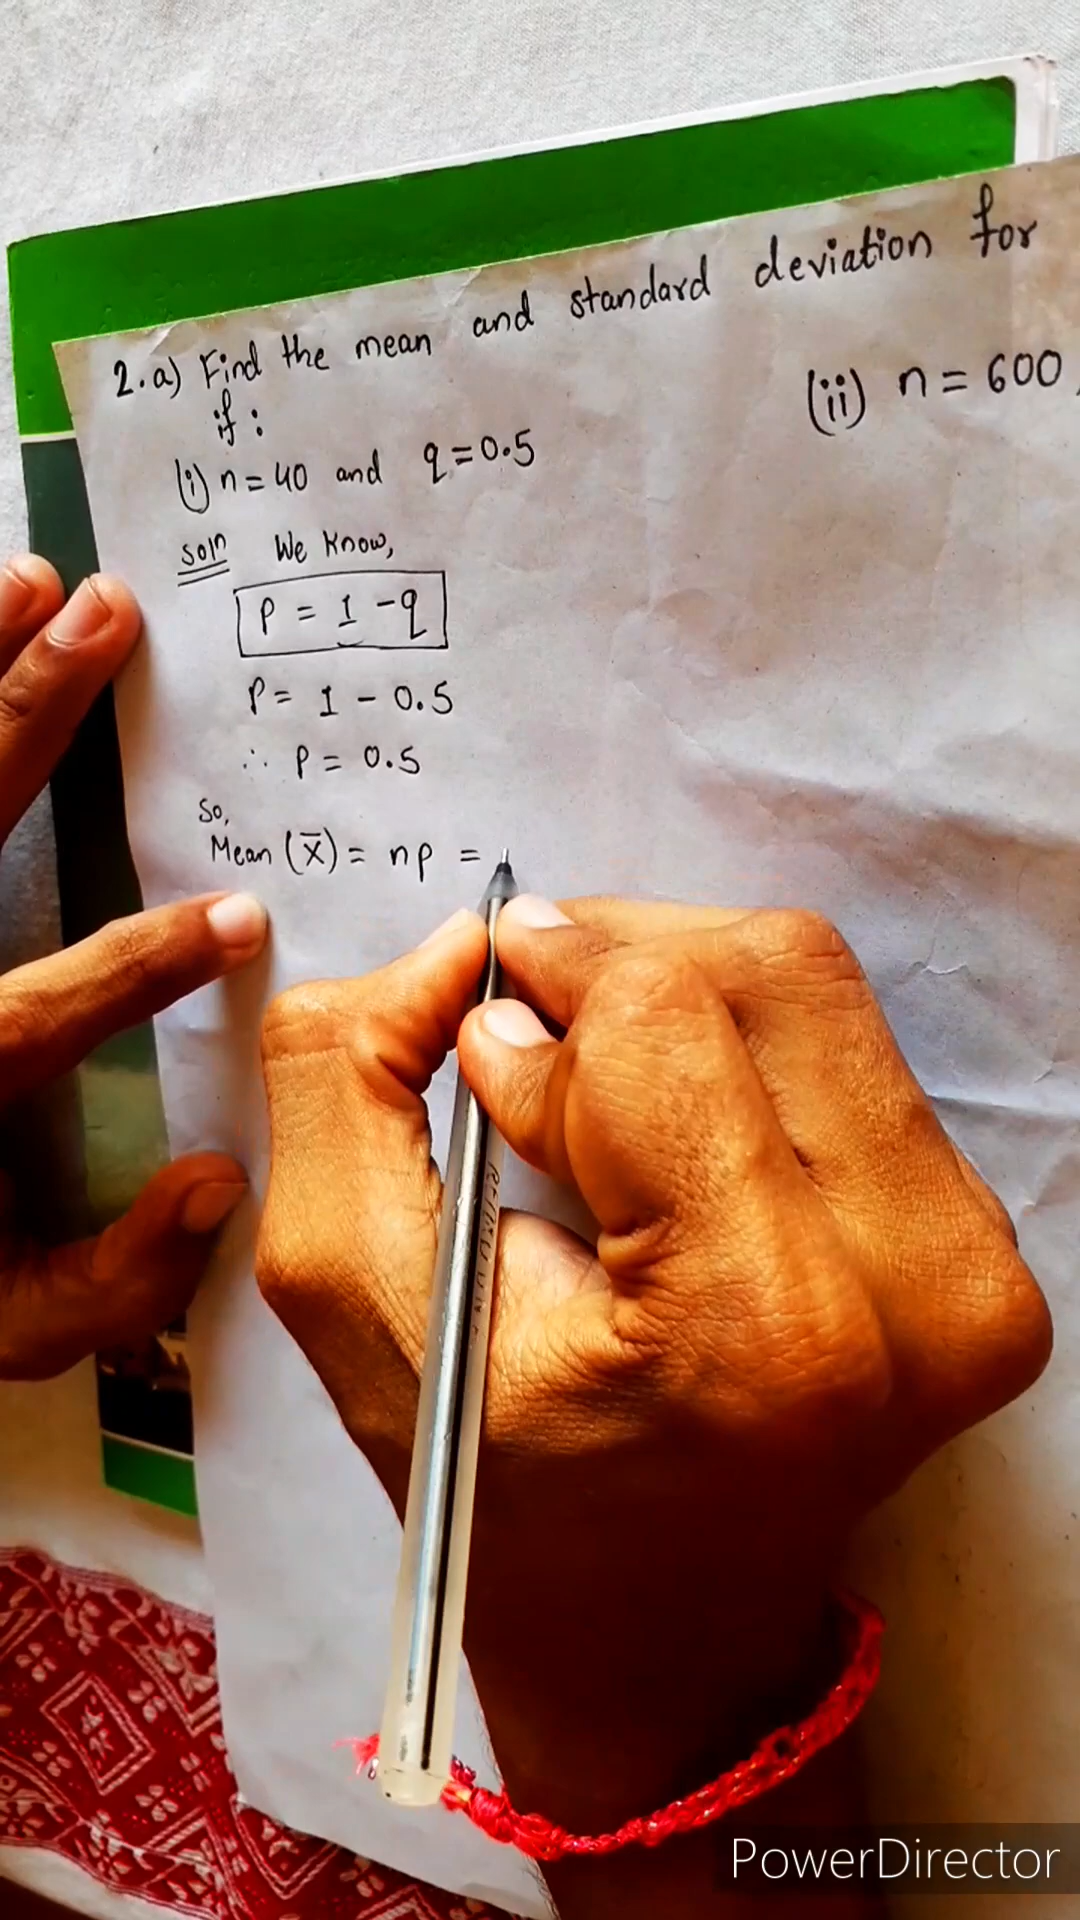 2.a) Find the mean and standard deviation for
if :
(i) n = 40 and q = 0.5
(ii) n = 600,
Soln We Know,
P = 1 - q
P = 1 - 0.5
∴ P = 0.5
So,
Mean (x̄) = np =
PowerDirector